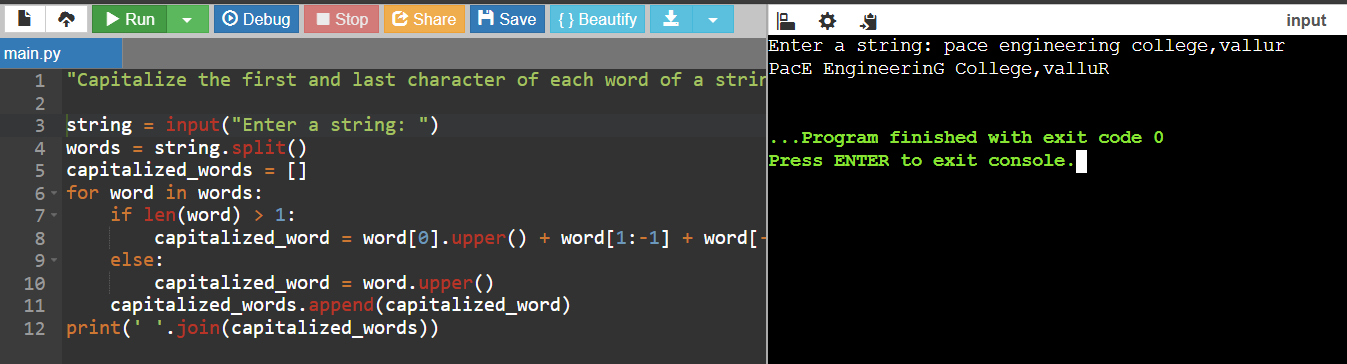 Run Debug Stop Share Save { } Beautify
input
main.py
1 "Capitalize the first and last character of each word of a strin
2
3 string = input("Enter a string: ")
4 words = string.split()
5 capitalized_words = []
6 for word in words:
7 if len(word) > 1:
8 capitalized_word = word[0].upper() + word[1:-1] + word[-
9 else:
10 capitalized_word = word.upper()
11 capitalized_words.append(capitalized_word)
12 print(' '.join(capitalized_words))
Enter a string: pace engineering college,vallur
PacE EngineerinG College,valluR
...Program finished with exit code 0
Press ENTER to exit console.